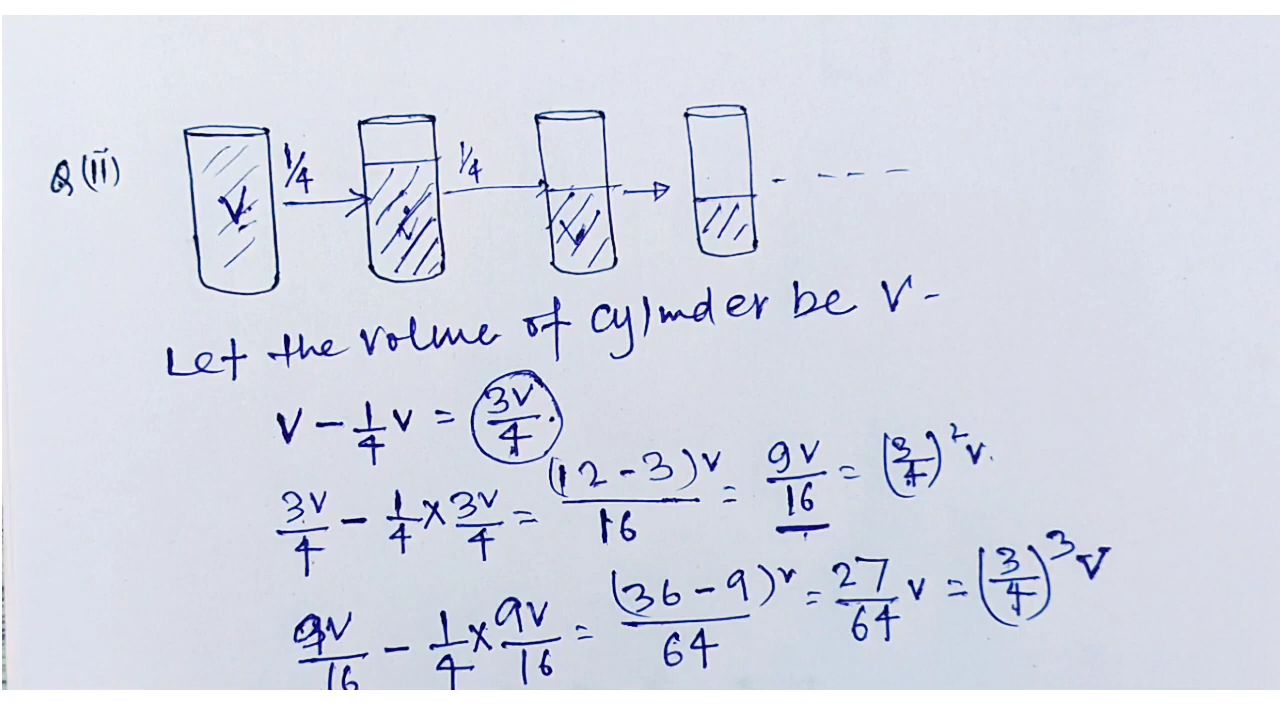 Q (ii)
V 1/4 V 1/4 V
Let the volume of cylinder be V -
V - 1/4 V = 3V/4 .
3V/4 - 1/4 × 3V/4 = (12-3)V/16 = 9V/16 = (3/4)²V.
9V/16 - 1/4 × 9V/16 = (36-9)V/64 = 27/64 V = (3/4)³V